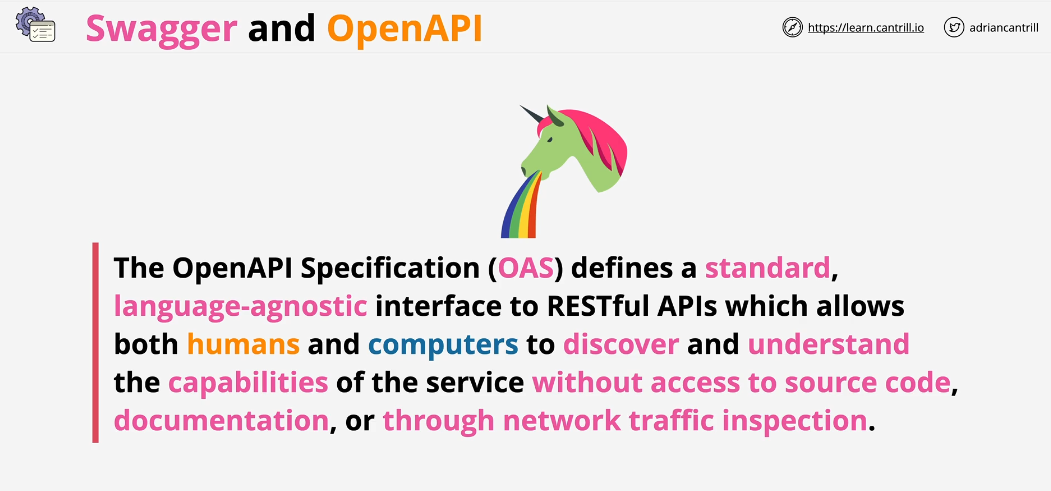 Swagger and OpenAPI
https://learn.cantrill.io
adriancantrill
The OpenAPI Specification (OAS) defines a standard,
language-agnostic interface to RESTful APIs which allows
both humans and computers to discover and understand
the capabilities of the service without access to source code,
documentation, or through network traffic inspection.